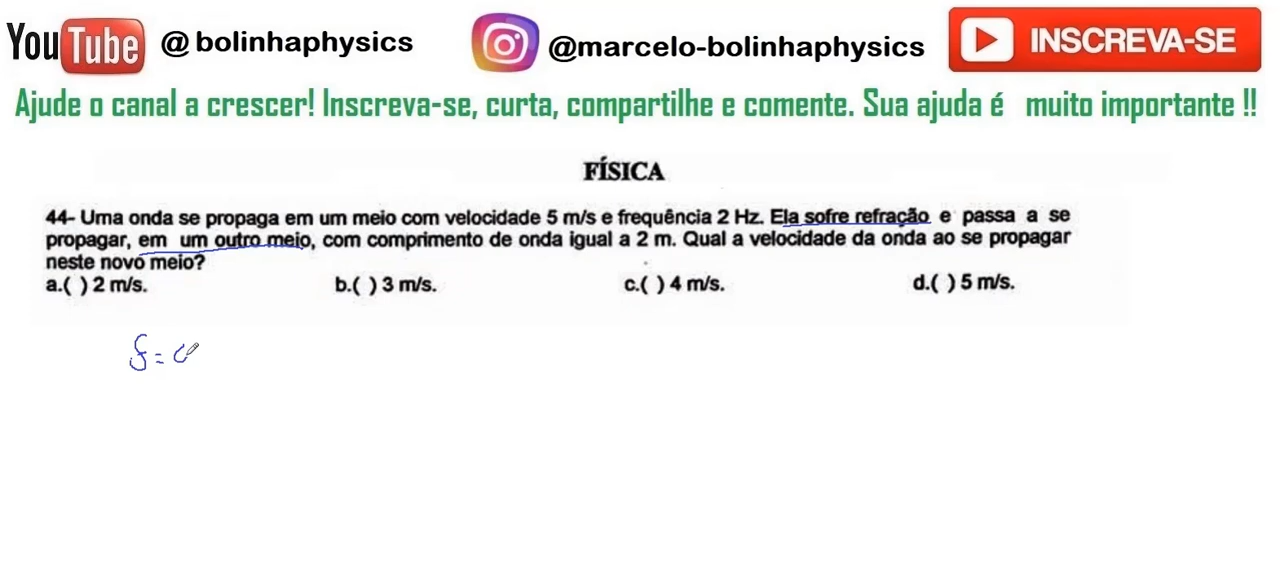 YouTube @bolinhaphysics @marcelo-bolinhaphysics INSCREVA-SE
Ajude o canal a crescer! Inscreva-se, curta, compartilhe e comente. Sua ajuda é muito importante !!
FÍSICA
44- Uma onda se propaga em um meio com velocidade 5 m/s e frequência 2 Hz. Ela sofre refração e passa a se
propagar, em um outro meio, com comprimento de onda igual a 2 m. Qual a velocidade da onda ao se propagar
neste novo meio?
a.( ) 2 m/s. b.( ) 3 m/s. c.( ) 4 m/s. d.( ) 5 m/s.
f = c